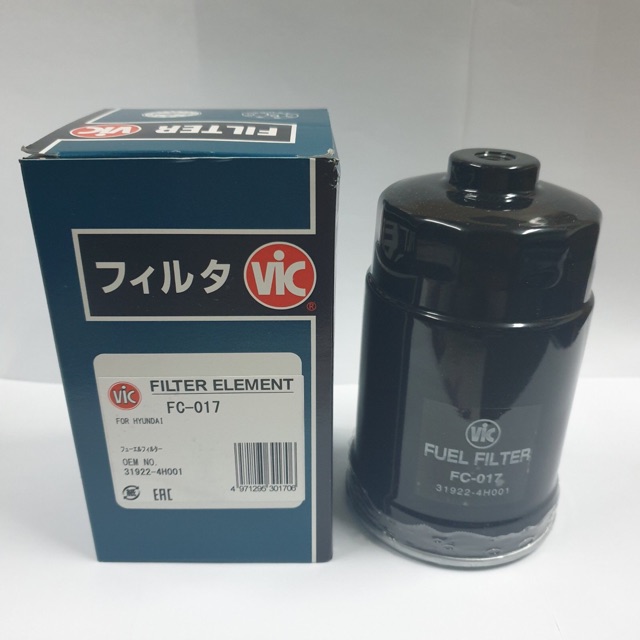 FILTER VIC
フィルタ VIC ®
VIC FILTER ELEMENT
FC-017
FOR HYUNDAI
フューエルフィルター
OEM NO.
31922-4H001
EAC
4 971295 301706
VIC
FUEL FILTER
FC-017
31922-4H001